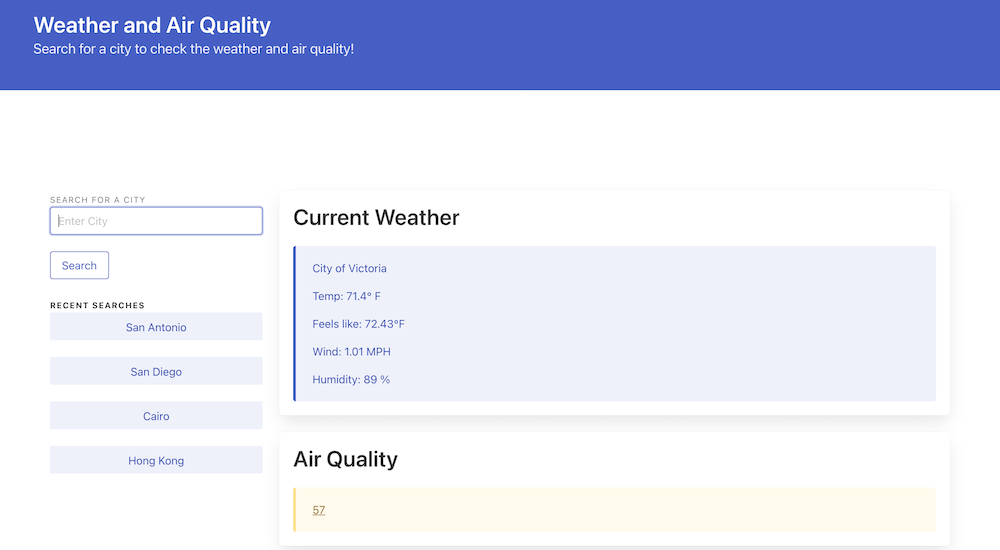 Weather and Air Quality
Search for a city to check the weather and air quality!
SEARCH FOR A CITY
Enter City
Search
RECENT SEARCHES
San Antonio
San Diego
Cairo
Hong Kong
Current Weather
City of Victoria
Temp: 71.4° F
Feels like: 72.43°F
Wind: 1.01 MPH
Humidity: 89 %
Air Quality
57